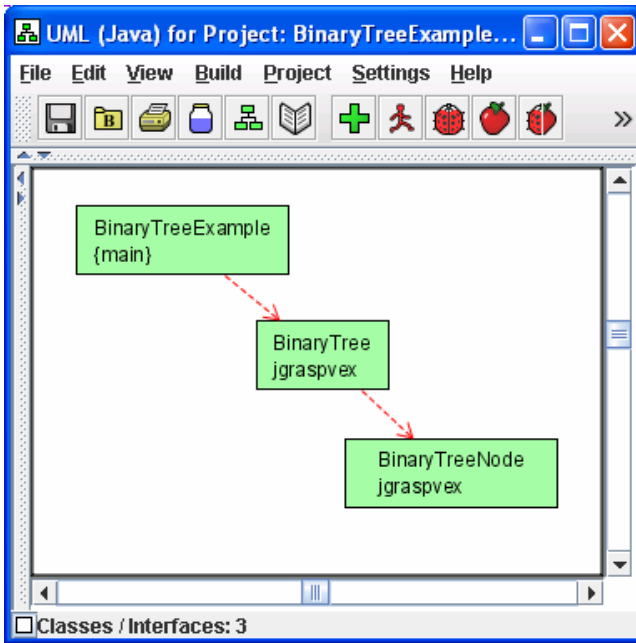 UML (Java) for Project: BinaryTreeExample...
File Edit View Build Project Settings Help
B
BinaryTreeExample
{main}
BinaryTree
jgraspvex
BinaryTreeNode
jgraspvex
Classes / Interfaces: 3